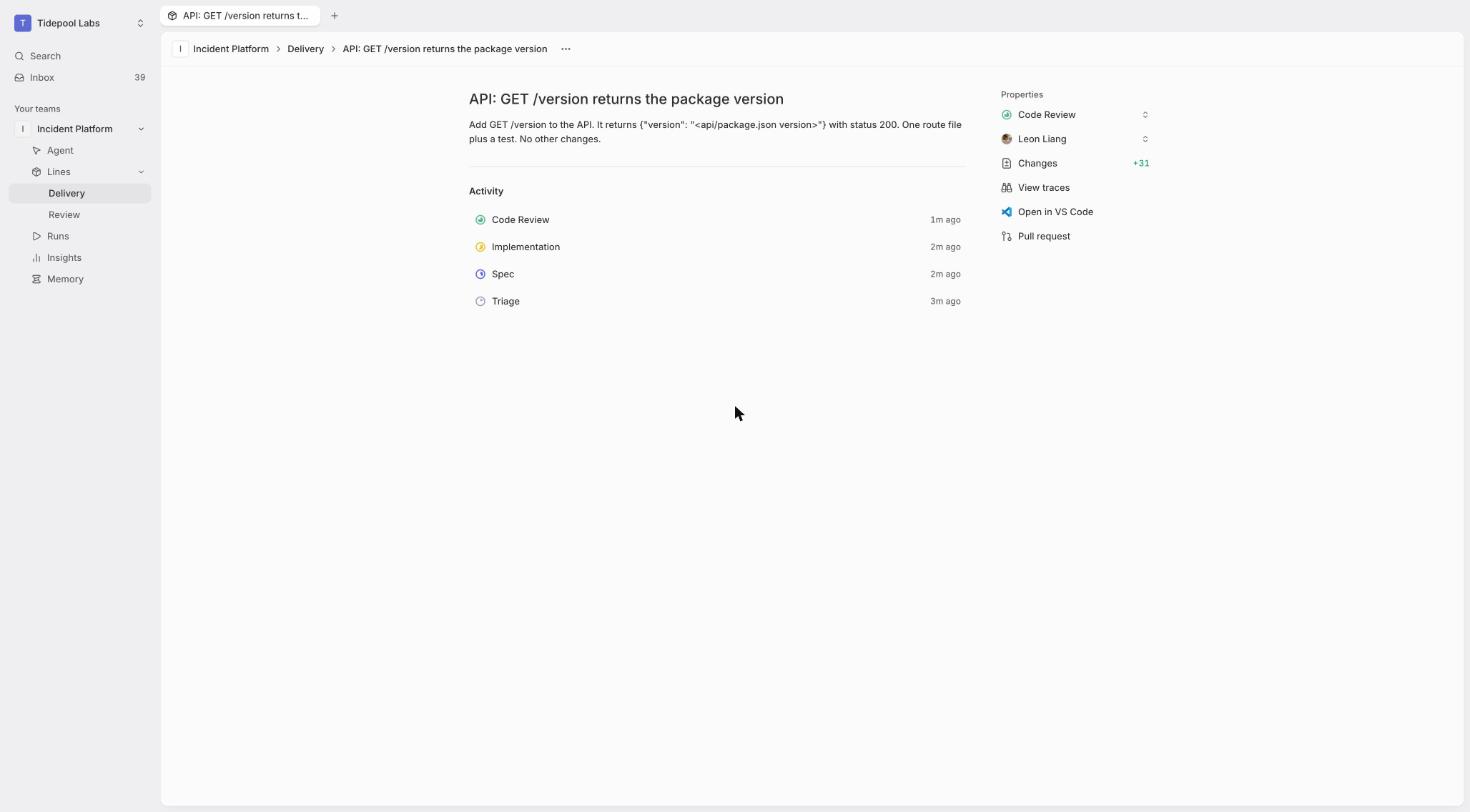 T Tidepool Labs
Search
Inbox 39
Your teams
I Incident Platform
Agent
Lines
Delivery
Review
Runs
Insights
Memory
API: GET /version returns t...
I Incident Platform > Delivery > API: GET /version returns the package version ...
API: GET /version returns the package version
Add GET /version to the API. It returns {"version": "<api/package.json version>"} with status 200. One route file
plus a test. No other changes.
Activity
Code Review 1m ago
Implementation 2m ago
Spec 2m ago
Triage 3m ago
Properties
Code Review
Leon Liang
Changes +31
View traces
Open in VS Code
Pull request